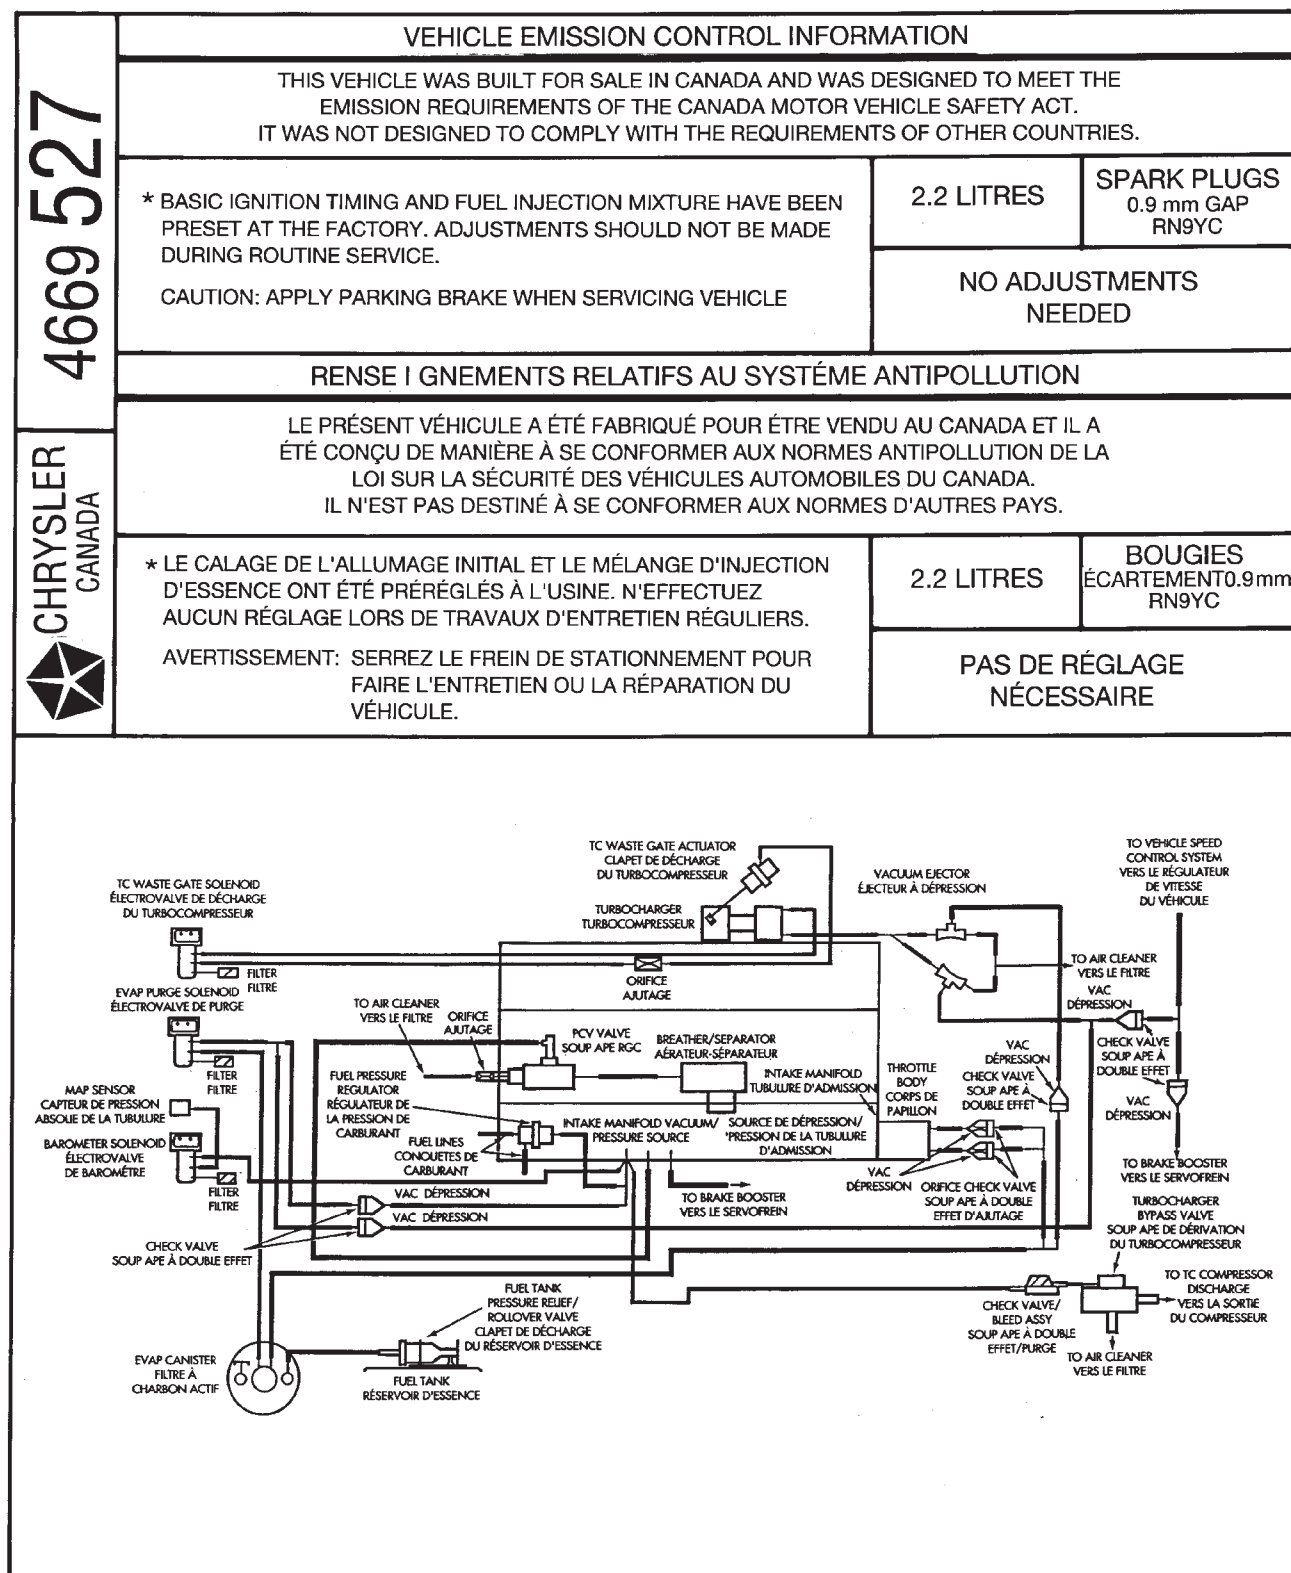 VEHICLE EMISSION CONTROL INFORMATION
THIS VEHICLE WAS BUILT FOR SALE IN CANADA AND WAS DESIGNED TO MEET THE
EMISSION REQUIREMENTS OF THE CANADA MOTOR VEHICLE SAFETY ACT.
IT WAS NOT DESIGNED TO COMPLY WITH THE REQUIREMENTS OF OTHER COUNTRIES.
4669 527
* BASIC IGNITION TIMING AND FUEL INJECTION MIXTURE HAVE BEEN
PRESET AT THE FACTORY. ADJUSTMENTS SHOULD NOT BE MADE
DURING ROUTINE SERVICE.
CAUTION: APPLY PARKING BRAKE WHEN SERVICING VEHICLE
2.2 LITRES
SPARK PLUGS
0.9 mm GAP
RN9YC
NO ADJUSTMENTS
NEEDED
RENSE I GNEMENTS RELATIFS AU SYSTÉME ANTIPOLLUTION
LE PRÉSENT VÉHICULE A ÉTÉ FABRIQUÉ POUR ÉTRE VENDU AU CANADA ET IL A
ÉTÉ CONÇU DE MANIÈRE À SE CONFORMER AUX NORMES ANTIPOLLUTION DE LA
LOI SUR LA SÉCURITÉ DES VÉHICULES AUTOMOBILES DU CANADA.
IL N'EST PAS DESTINÉ À SE CONFORMER AUX NORMES D'AUTRES PAYS.
CHRYSLER
CANADA
* LE CALAGE DE L'ALLUMAGE INITIAL ET LE MÉLANGE D'INJECTION
D'ESSENCE ONT ÉTÉ PRÉRÉGLÉS À L'USINE. N'EFFECTUEZ
AUCUN RÉGLAGE LORS DE TRAVAUX D'ENTRETIEN RÉGULIERS.
AVERTISSEMENT: SERREZ LE FREIN DE STATIONNEMENT POUR
FAIRE L'ENTRETIEN OU LA RÉPARATION DU
VÉHICULE.
2.2 LITRES
BOUGIES
ÉCARTEMENT0.9mm
RN9YC
PAS DE RÉGLAGE
NÉCESSAIRE
TC WASTE GATE ACTUATOR
CLAPET DE DÉCHARGE
DU TURBOCOMPRESSEUR
TO VEHICLE SPEED
CONTROL SYSTEM
VERS LE RÉGULATEUR
DE VITESSE
DU VÉHICULE
VACUUM EJECTOR
ÉJECTEUR À DÉPRESSION
TC WASTE GATE SOLENOID
ÉLECTROVALVE DE DÉCHARGE
DU TURBOCOMPRESSEUR
TURBOCHARGER
TURBOCOMPRESSEUR
FILTER
FILTRE
ORIFICE
AJUTAGE
TO AIR CLEANER
VERS LE FILTRE
EVAP PURGE SOLENOID
ÉLECTROVALVE DE PURGE
VAC
DÉPRESSION
TO AIR CLEANER
VERS LE FILTRE
ORIFICE
AJUTAGE
PCV VALVE
SOUP APE RGC
BREATHER/SEPARATOR
AÉRATEUR-SÉPARATEUR
CHECK VALVE
SOUP APE À
DOUBLE EFFET
VAC
DÉPRESSION
CHECK VALVE
SOUP APE À
DOUBLE EFFET
FILTER
FILTRE
FUEL PRESSURE
REGULATOR
RÉGULATEUR DE
LA PRESSION DE
CARBURANT
INTAKE MANIFOLD
TUBULURE D'ADMISSION
THROTTLE
BODY
CORPS DE
PAPILLON
MAP SENSOR
CAPTEUR DE PRESSION
ABSOLIE DE LA TUBULURE
VAC
DÉPRESSION
INTAKE MANIFOLD VACUUM/
PRESSURE SOURCE
SOURCE DE DÉPRESSION/
'PRESSION DE LA TUBULURE
D'ADMISSION
BAROMETER SOLENOID
ÉLECTROVALVE
DE BAROMÉTRE
FUEL LINES
CONOUETES DE
CARBURANT
FILTER
FILTRE
VAC DÉPRESSION
VAC DÉPRESSION
TO BRAKE BOOSTER
VERS LE SERVOFREIN
VAC
DÉPRESSION
ORIFICE CHECK VALVE
SOUP APE À DOUBLE
EFFET D'AJUTAGE
TO BRAKE BOOSTER
VERS LE SERVOFREIN
TURBOCHARGER
BYPASS VALVE
SOUP APE DE DÉRIVATION
DU TURBOCOMPRESSEUR
CHECK VALVE
SOUP APE À DOUBLE EFFET
FUEL TANK
PRESSURE RELIEF/
ROLLOVER VALVE
CLAPET DE DÉCHARGE
DU RÉSERVOIR D'ESSENCE
TO TC COMPRESSOR
DISCHARGE
VERS LA SORTIE
DU COMPRESSEUR
CHECK VALVE/
BLEED ASSY
SOUP APE À DOUBLE
EFFET/PURGE
TO AIR CLEANER
VERS LE FILTRE
EVAP CANISTER
FILTRE À
CHARBON ACTIF
FUEL TANK
RÉSERVOIR D'ESSENCE